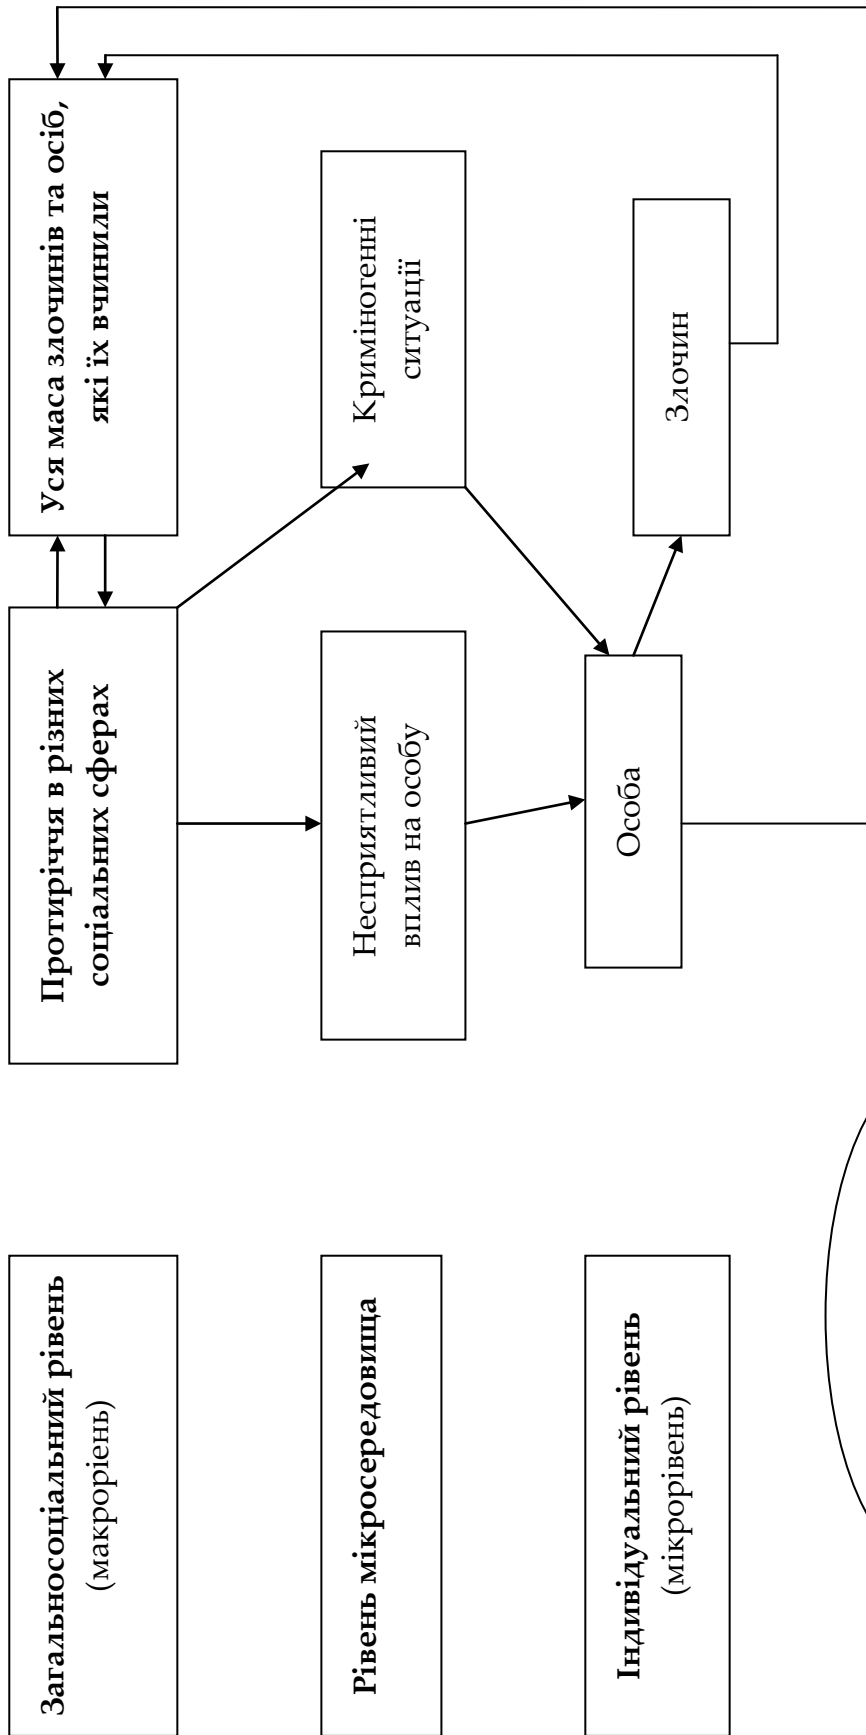 Загальносоціальний рівень
(макроріень)
Протиріччя в різних
соціальних сферах
Уся маса злочинів та осіб,
які їх вчинили
Рівень мікросередовища
Несприятливий
вплив на особу
Криміногенні
ситуації
Індивідуальний рівень
(мікрорівень)
Особа
Злочин